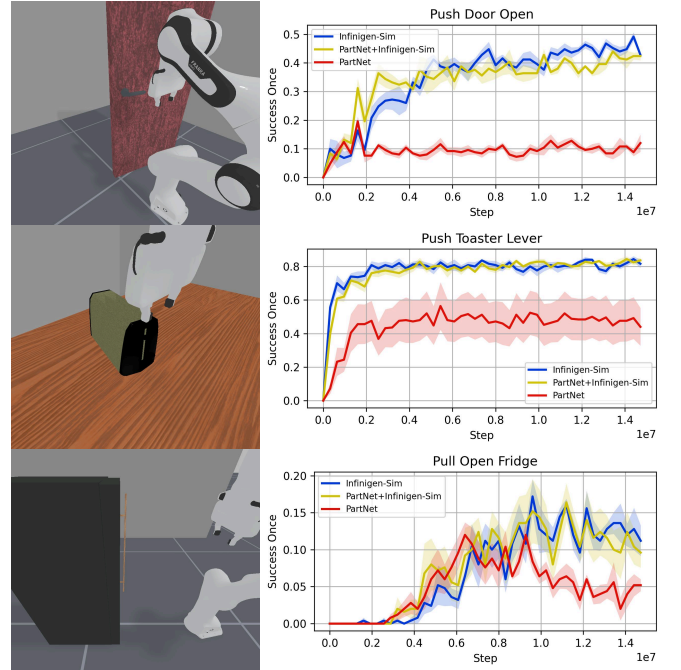 FRANKA
Push Door Open
Success Once
0.5
0.4
0.3
0.2
0.1
0.0
Infinigen-Sim
PartNet+Infinigen-Sim
PartNet
0.0 0.2 0.4 0.6 0.8 1.0 1.2 1.4
Step
1e7
Push Toaster Lever
Success Once
0.8
0.6
0.4
0.2
0.0
Infinigen-Sim
PartNet+Infinigen-Sim
PartNet
0.0 0.2 0.4 0.6 0.8 1.0 1.2 1.4
Step
1e7
Pull Open Fridge
Success Once
0.20
0.15
0.10
0.05
0.00
Infinigen-Sim
PartNet+Infinigen-Sim
PartNet
0.0 0.2 0.4 0.6 0.8 1.0 1.2 1.4
Step
1e7